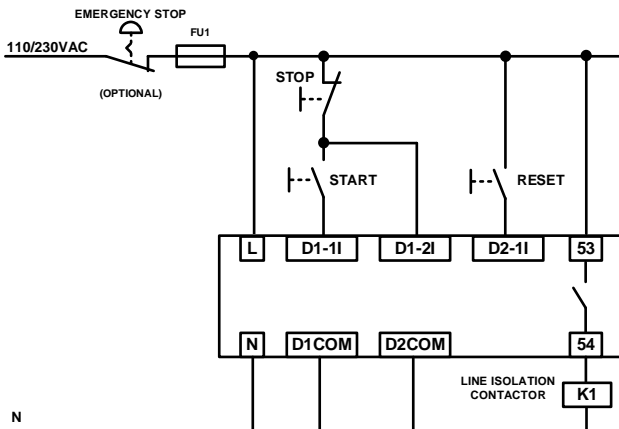 EMERGENCY STOP
110/230VAC
FU1
(OPTIONAL)
STOP
START
RESET
L D1-1I D1-2I D2-1I 53
N D1COM D2COM 54
LINE ISOLATION
CONTACTOR
K1
N